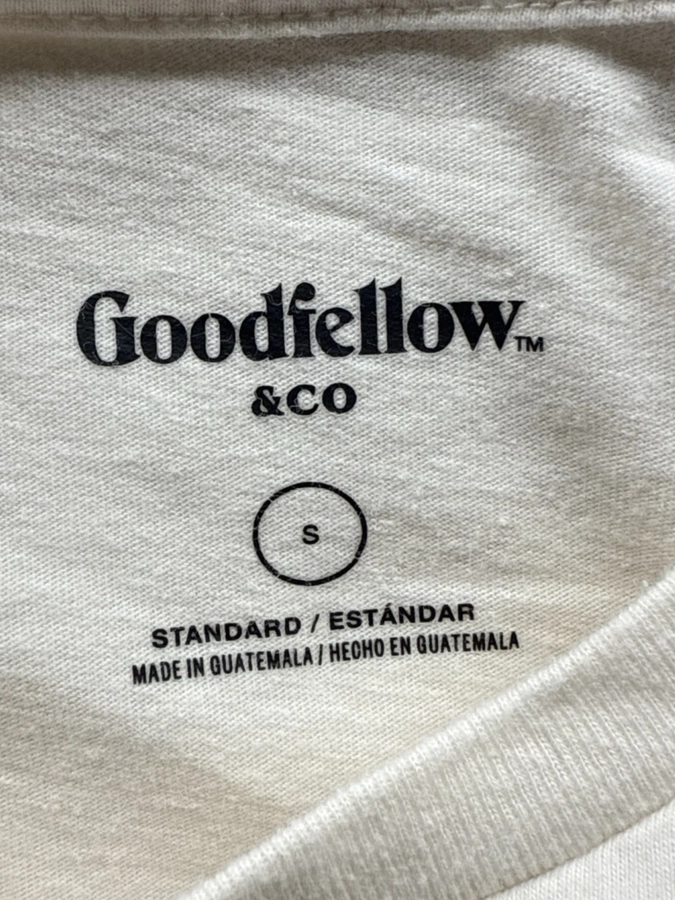 Goodfellow™
&CO
S
STANDARD / ESTÁNDAR
MADE IN GUATEMALA / HECHO EN GUATEMALA